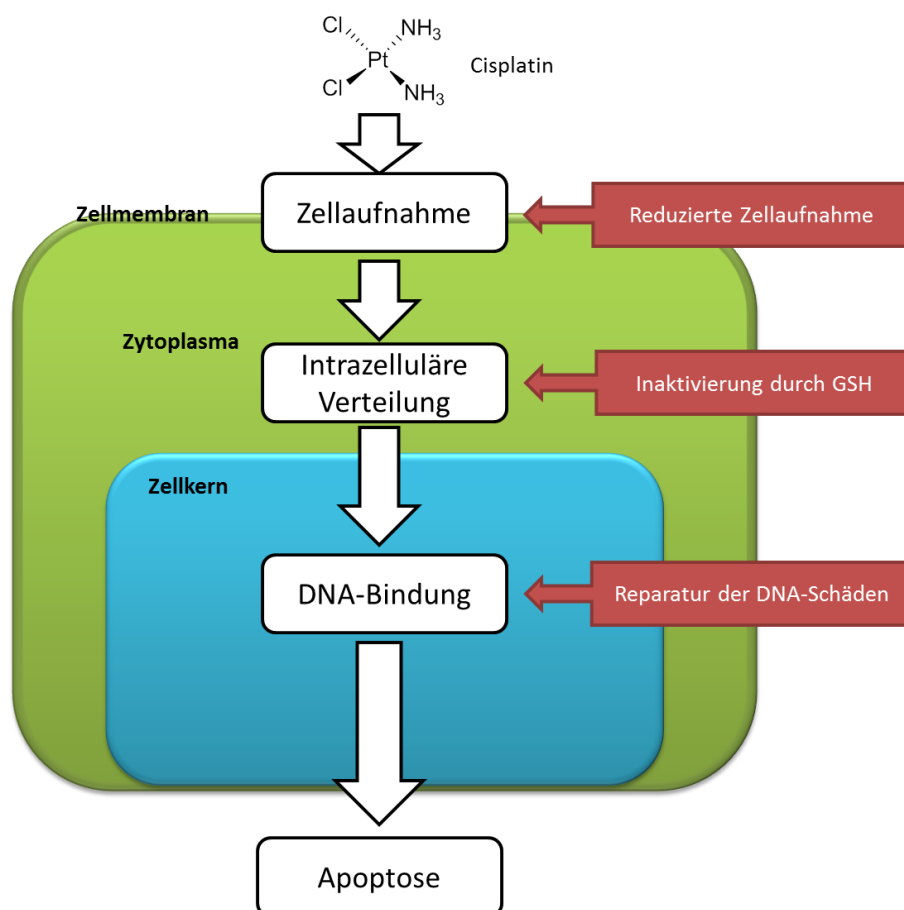 Cl
NH3
Pt
Cl
NH3
Cisplatin
Zellmembran
Zellaufnahme
Reduzierte Zellaufnahme
Zytoplasma
Intrazelluläre
Verteilung
Inaktivierung durch GSH
Zellkern
DNA-Bindung
Reparatur der DNA-Schäden
Apoptose